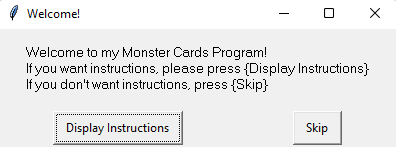 Welcome!
Welcome to my Monster Cards Program!
If you want instructions, please press {Display Instructions}
If you don't want instructions, press {Skip}
Display Instructions
Skip